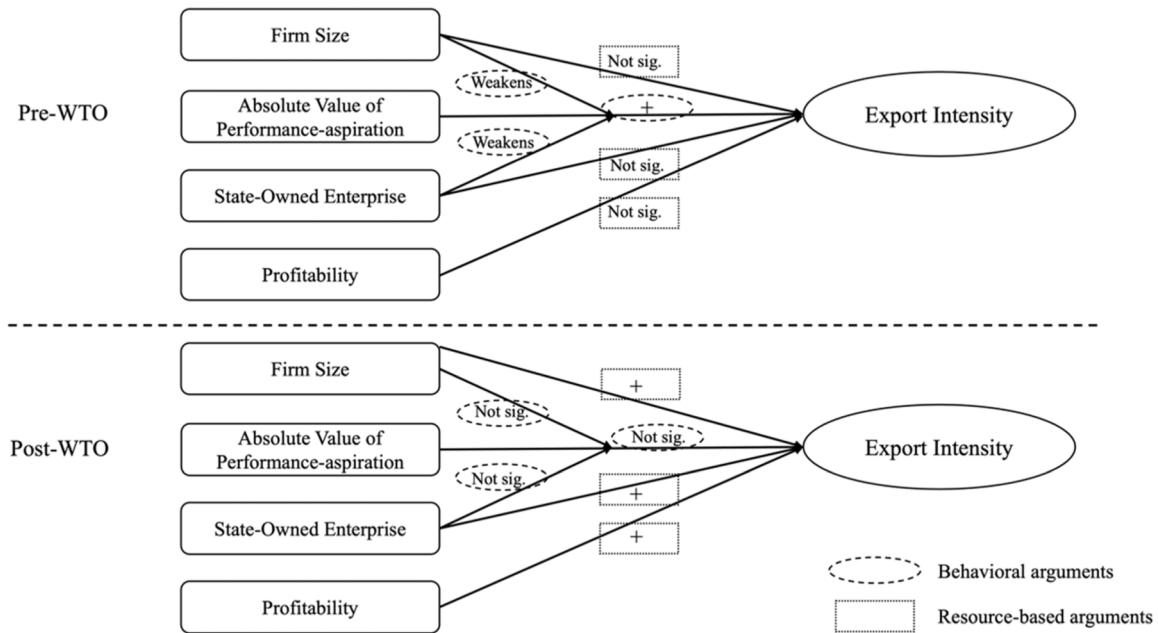 Firm Size
Not sig.
Weakens
Pre-WTO
Absolute Value of
Performance-aspiration
+
Export Intensity
Weakens
Not sig.
State-Owned Enterprise
Not sig.
Profitability
Firm Size
+
Not sig.
Post-WTO
Absolute Value of
Performance-aspiration
Not sig.
Export Intensity
Not sig.
+
State-Owned Enterprise
+
Behavioral arguments
Profitability
Resource-based arguments